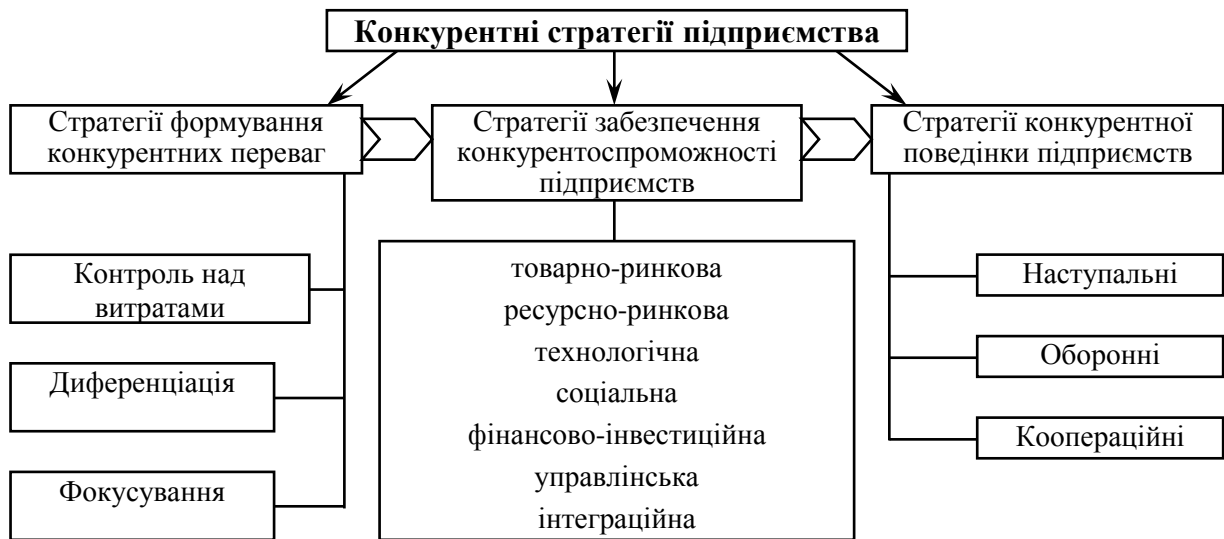 Конкурентні стратегії підприємства
Стратегії формування
конкурентних переваг
Стратегії забезпечення
конкурентоспроможності
підприємств
Стратегії конкурентної
поведінки підприємств
Контроль над
витратами
Диференціація
Фокусування
товарно-ринкова
ресурсно-ринкова
технологічна
соціальна
фінансово-інвестиційна
управлінська
інтеграційна
Наступальні
Оборонні
Коопераційні